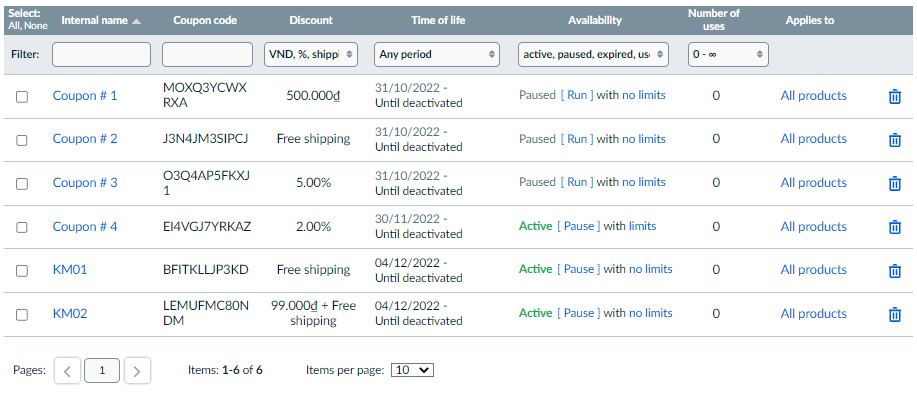 Select:
All, None
Internal name
Coupon code
Discount
Time of life
Availability
Number of
uses
Applies to
Filter:
VND, %, shippi
Any period
active, paused, expired, us
0 - ∞
Coupon # 1
MOXQ3YCWX
RXA
500.000₫
31/10/2022 -
Until deactivated
Paused [ Run ] with no limits
0
All products
Coupon # 2
J3N4JM3SIPCJ
Free shipping
31/10/2022 -
Until deactivated
Paused [ Run ] with no limits
0
All products
Coupon # 3
O3Q4AP5FKXJ
1
5.00%
31/10/2022 -
Until deactivated
Paused [ Run ] with no limits
0
All products
Coupon # 4
EI4VGJ7YRKAZ
2.00%
30/11/2022 -
Until deactivated
Active [ Pause ] with limits
0
All products
KM01
BFITKLLJP3KD
Free shipping
04/12/2022 -
Until deactivated
Active [ Pause ] with no limits
0
All products
KM02
LEMUFMC80N
DM
99.000₫ + Free
shipping
04/12/2022 -
Until deactivated
Active [ Pause ] with no limits
0
All products
Pages: < 1 > Items: 1-6 of 6 Items per page: 10